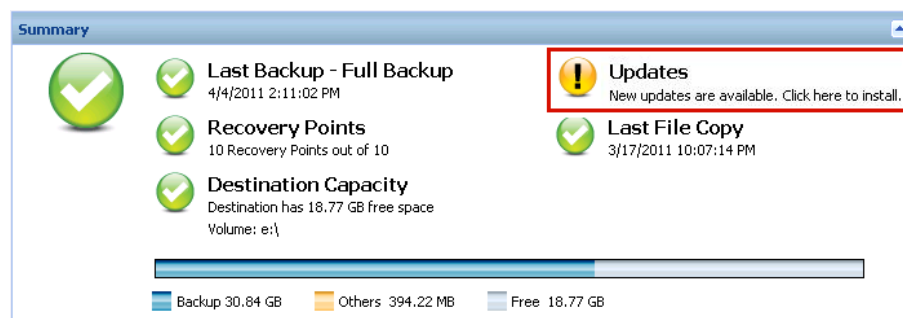 Summary
Last Backup - Full Backup
4/4/2011 2:11:02 PM
Updates
New updates are available. Click here to install.
Recovery Points
10 Recovery Points out of 10
Last File Copy
3/17/2011 10:07:14 PM
Destination Capacity
Destination has 18.77 GB free space
Volume: e:\
Backup 30.84 GB Others 394.22 MB Free 18.77 GB